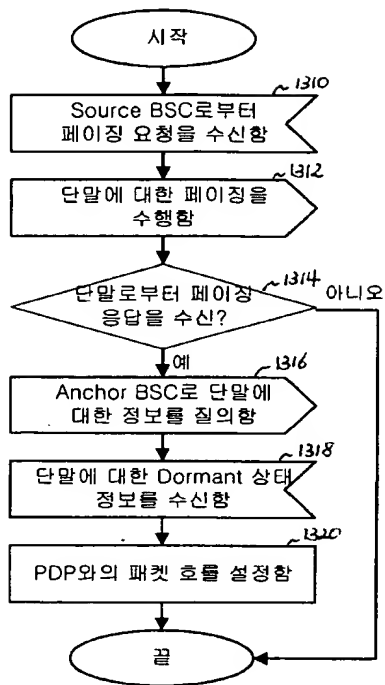 시작
1310
Source BSC로부터
페이징 요청을 수신함
1312
단말에 대한 페이징을
수행함
1314
단말로부터 페이징
응답을 수신?
아니오
예
1316
Anchor BSC로 단말에
대한 정보를 질의함
1318
단말에 대한 Dormant 상태
정보를 수신함
1320
PDP와의 패켓 호를 설정함
끝